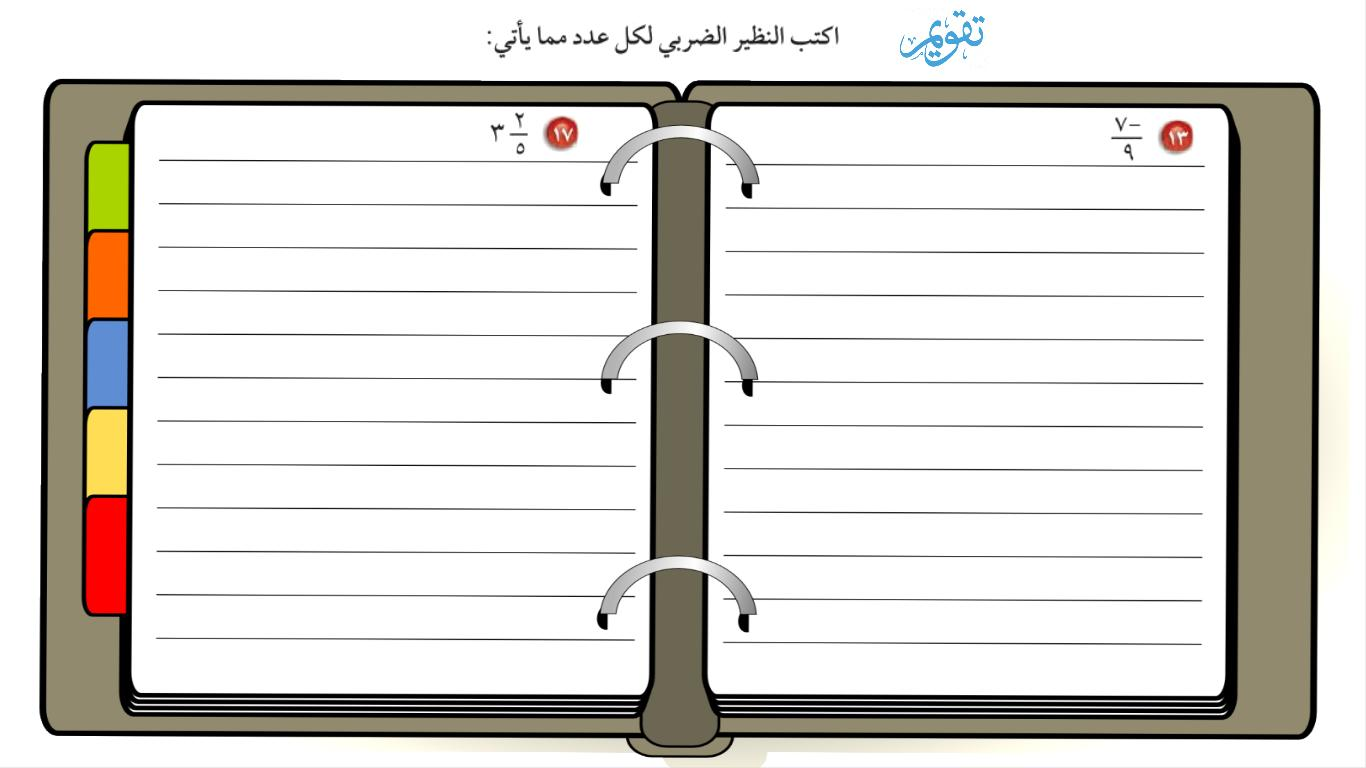 تقويم
اكتب النظير الضربي لكل عدد مما يأتي:
١٣ −٧/٩
١٧ ٣ ٢/٥